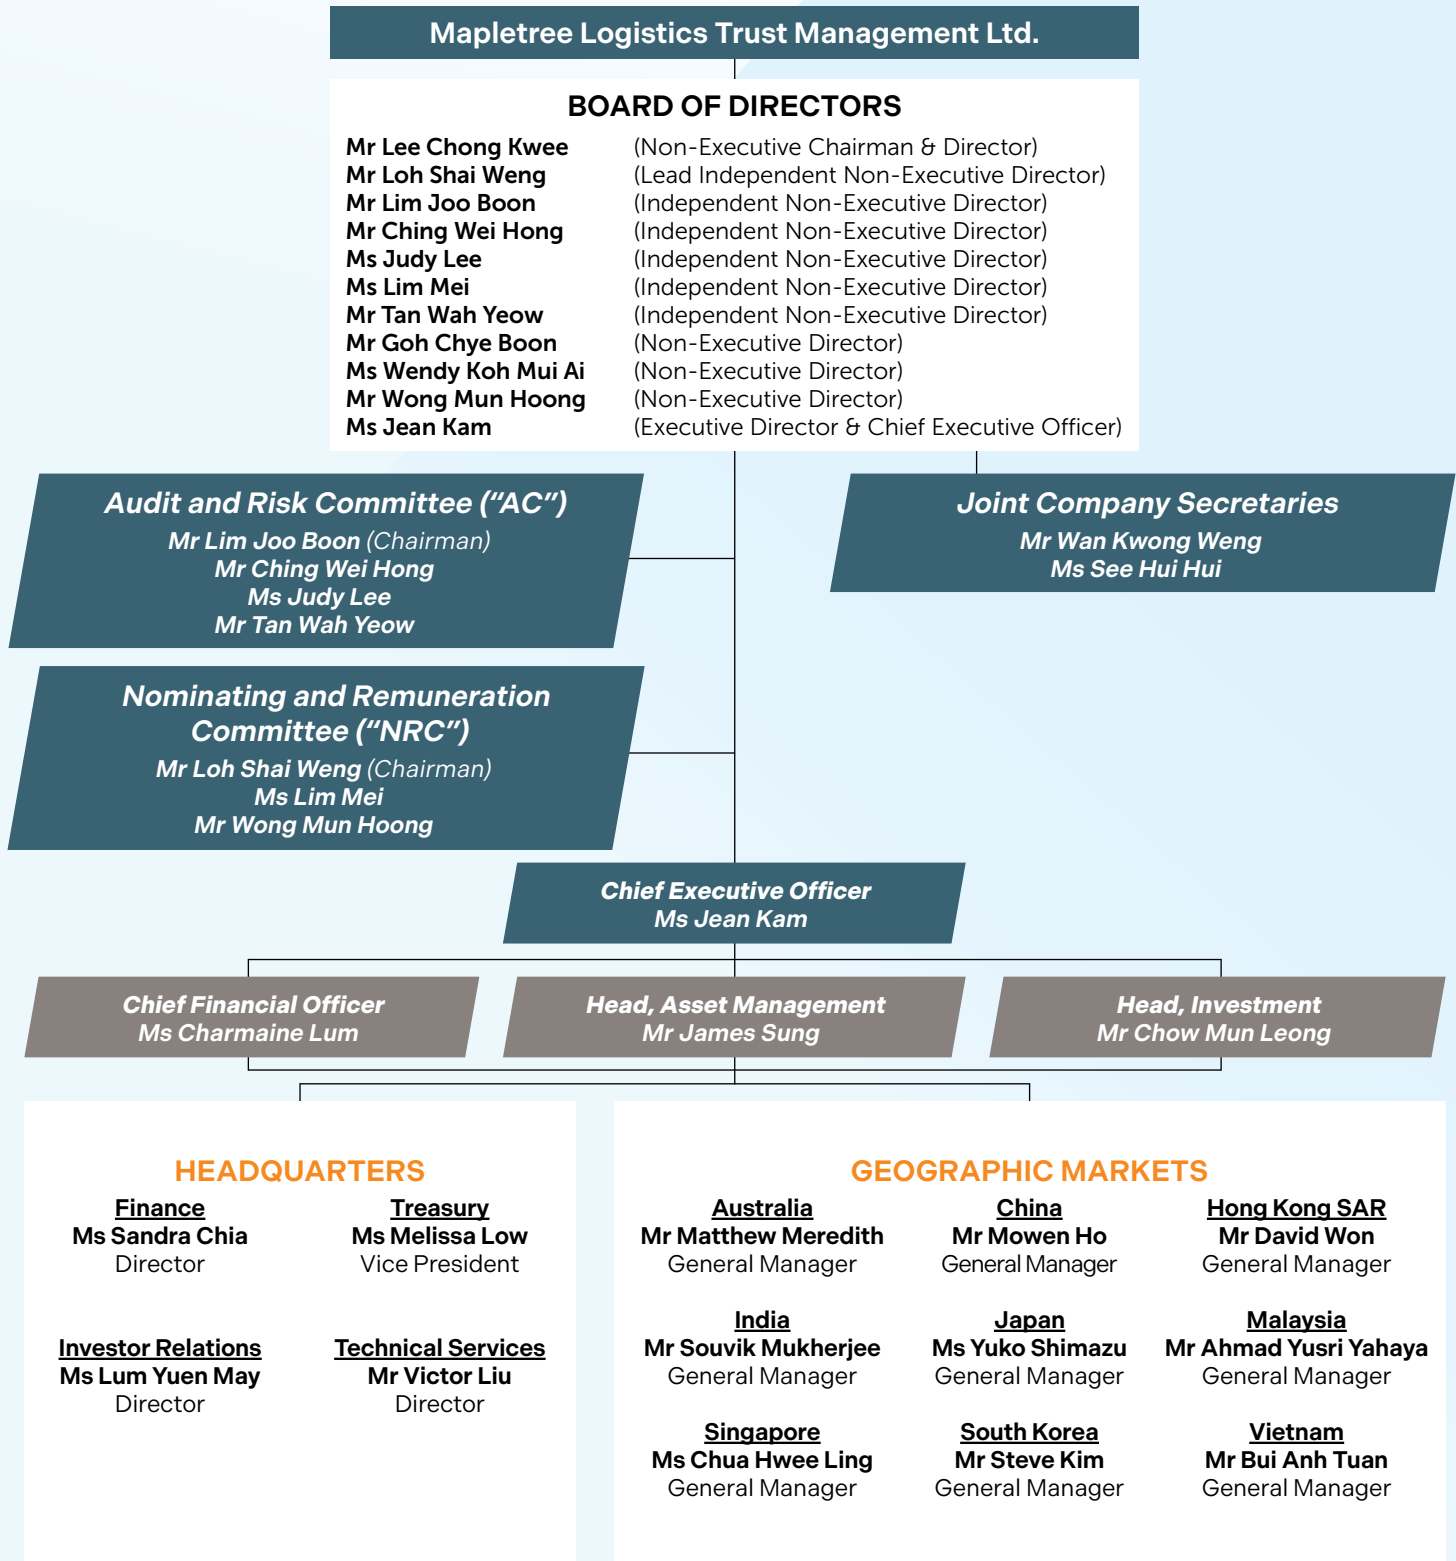 Mapletree Logistics Trust Management Ltd.
BOARD OF DIRECTORS
Mr Lee Chong Kwee (Non-Executive Chairman & Director)
Mr Loh Shai Weng (Lead Independent Non-Executive Director)
Mr Lim Joo Boon (Independent Non-Executive Director)
Mr Ching Wei Hong (Independent Non-Executive Director)
Ms Judy Lee (Independent Non-Executive Director)
Ms Lim Mei (Independent Non-Executive Director)
Mr Tan Wah Yeow (Independent Non-Executive Director)
Mr Goh Chye Boon (Non-Executive Director)
Ms Wendy Koh Mui Ai (Non-Executive Director)
Mr Wong Mun Hoong (Non-Executive Director)
Ms Jean Kam (Executive Director & Chief Executive Officer)
Audit and Risk Committee (“AC”)
Mr Lim Joo Boon (Chairman)
Mr Ching Wei Hong
Ms Judy Lee
Mr Tan Wah Yeow
Joint Company Secretaries
Mr Wan Kwong Weng
Ms See Hui Hui
Nominating and Remuneration
Committee (“NRC”)
Mr Loh Shai Weng (Chairman)
Ms Lim Mei
Mr Wong Mun Hoong
Chief Executive Officer
Ms Jean Kam
Chief Financial Officer
Ms Charmaine Lum
Head, Asset Management
Mr James Sung
Head, Investment
Mr Chow Mun Leong
HEADQUARTERS
Finance
Ms Sandra Chia
Director
Treasury
Ms Melissa Low
Vice President
Investor Relations
Ms Lum Yuen May
Director
Technical Services
Mr Victor Liu
Director
GEOGRAPHIC MARKETS
Australia
Mr Matthew Meredith
General Manager
China
Mr Mowen Ho
General Manager
Hong Kong SAR
Mr David Won
General Manager
India
Mr Souvik Mukherjee
General Manager
Japan
Ms Yuko Shimazu
General Manager
Malaysia
Mr Ahmad Yusri Yahaya
General Manager
Singapore
Ms Chua Hwee Ling
General Manager
South Korea
Mr Steve Kim
General Manager
Vietnam
Mr Bui Anh Tuan
General Manager